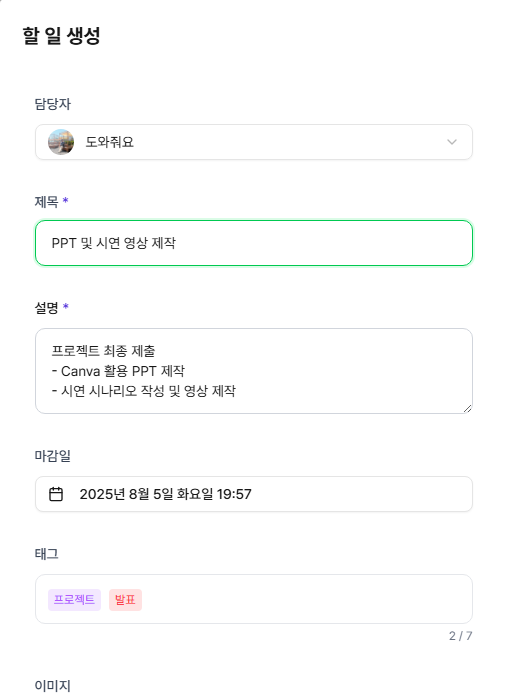 할 일 생성
담당자
도와줘요
제목 *
PPT 및 시연 영상 제작
설명 *
프로젝트 최종 제출
- Canva 활용 PPT 제작
- 시연 시나리오 작성 및 영상 제작
마감일
2025년 8월 5일 화요일 19:57
태그
프로젝트 발표
2 / 7
이미지